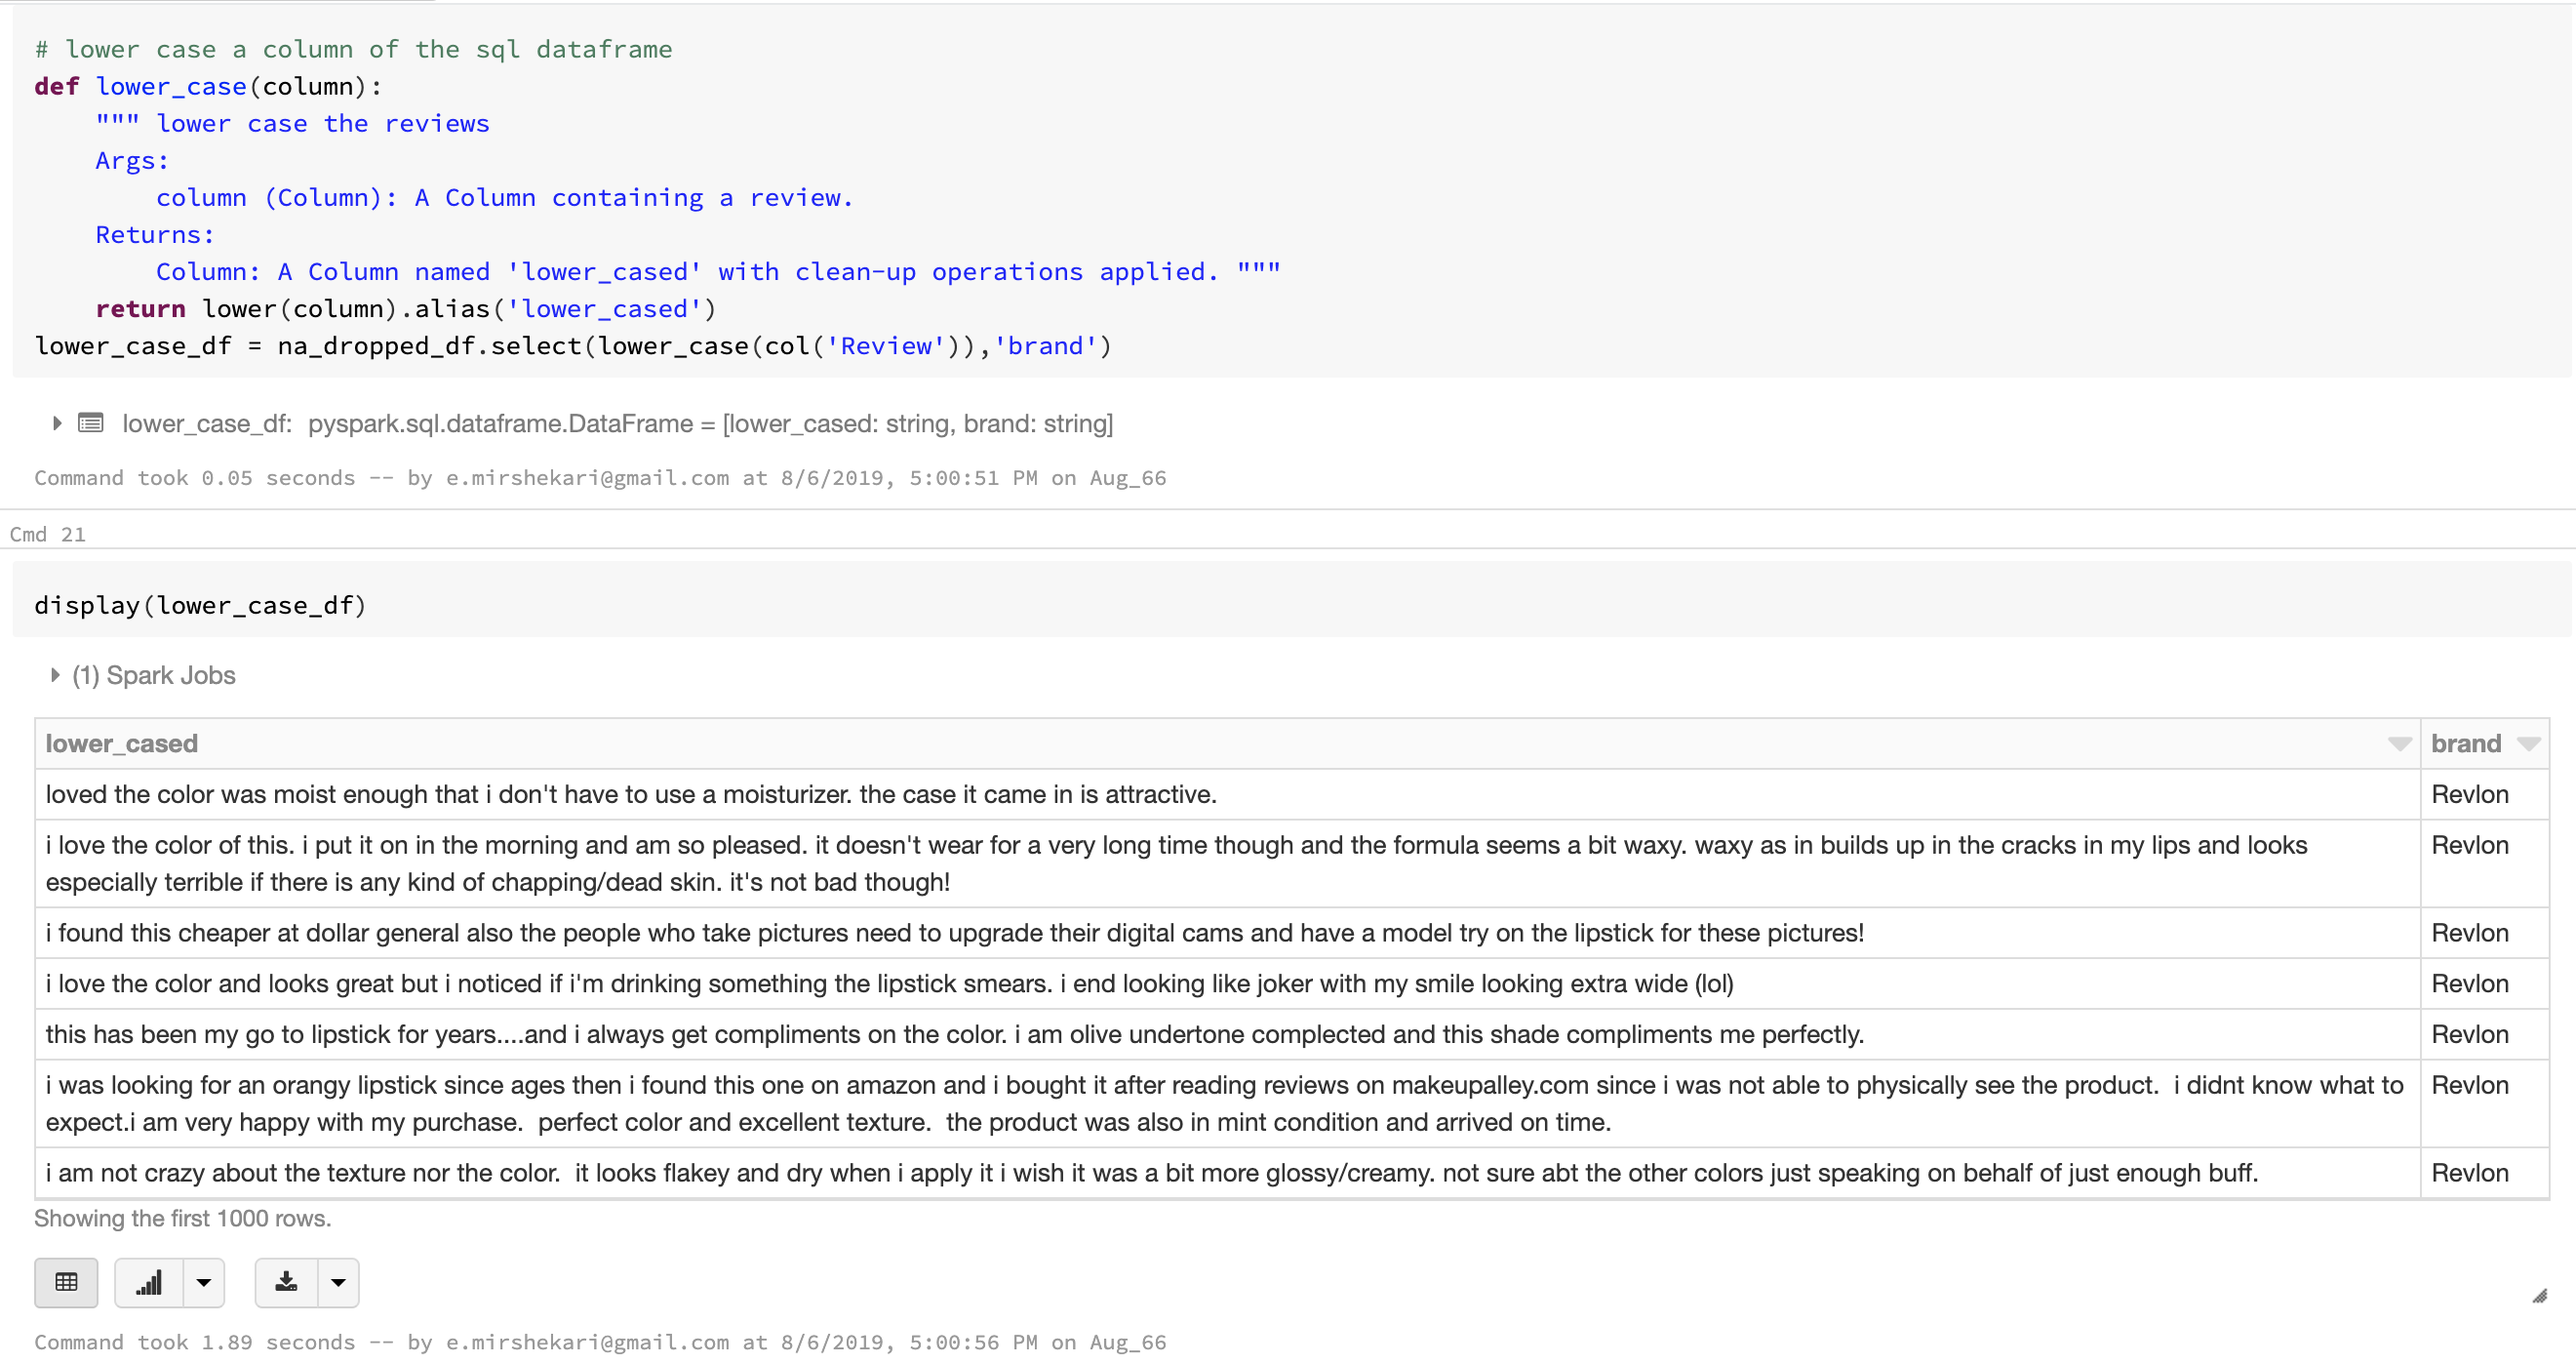 # lower case a column of the sql dataframe
def lower_case(column):
    """ lower case the reviews
    Args:
        column (Column): A Column containing a review.
    Returns:
        Column: A Column named 'lower_cased' with clean-up operations applied. """
    return lower(column).alias('lower_cased')
lower_case_df = na_dropped_df.select(lower_case(col('Review')),'brand')
lower_case_df: pyspark.sql.dataframe.DataFrame = [lower_cased: string, brand: string]
Command took 0.05 seconds -- by e.mirshekari@gmail.com at 8/6/2019, 5:00:51 PM on Aug_66
Cmd 21
display(lower_case_df)
(1) Spark Jobs
lower_cased brand
loved the color was moist enough that i don't have to use a moisturizer. the case it came in is attractive. Revlon
i love the color of this. i put it on in the morning and am so pleased. it doesn't wear for a very long time though and the formula seems a bit waxy. waxy as in builds up in the cracks in my lips and looks Revlon
especially terrible if there is any kind of chapping/dead skin. it's not bad though!
i found this cheaper at dollar general also the people who take pictures need to upgrade their digital cams and have a model try on the lipstick for these pictures! Revlon
i love the color and looks great but i noticed if i'm drinking something the lipstick smears. i end looking like joker with my smile looking extra wide (lol) Revlon
this has been my go to lipstick for years....and i always get compliments on the color. i am olive undertone complected and this shade compliments me perfectly. Revlon
i was looking for an orangy lipstick since ages then i found this one on amazon and i bought it after reading reviews on makeupalley.com since i was not able to physically see the product.  i didnt know what to Revlon
expect.i am very happy with my purchase.  perfect color and excellent texture.  the product was also in mint condition and arrived on time.
i am not crazy about the texture nor the color.  it looks flakey and dry when i apply it i wish it was a bit more glossy/creamy. not sure abt the other colors just speaking on behalf of just enough buff. Revlon
Showing the first 1000 rows.
Command took 1.89 seconds -- by e.mirshekari@gmail.com at 8/6/2019, 5:00:56 PM on Aug_66